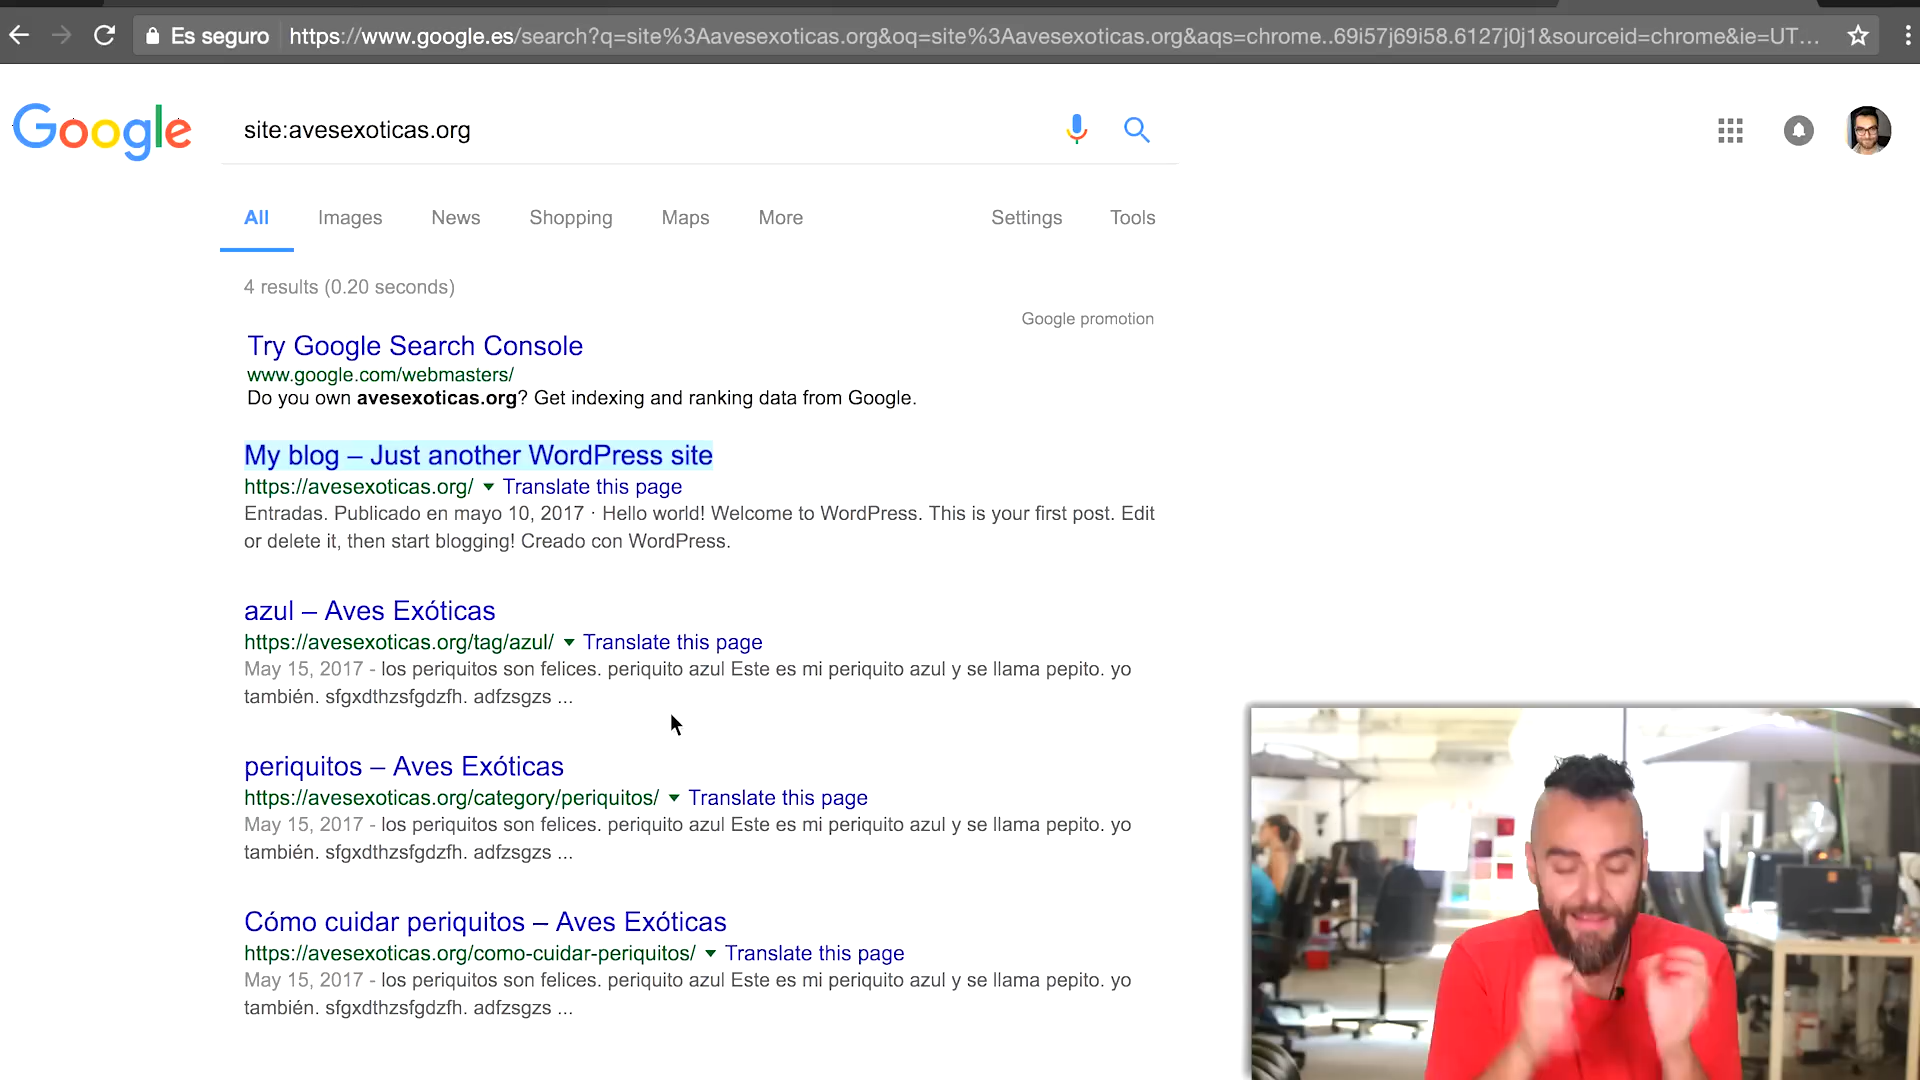 Es seguro https://www.google.es/search?q=site%3Aavesexoticas.org&oq=site%3Aavesexoticas.org&aqs=chrome..69i57j69i58.6127j0j1&sourceid=chrome&ie=UT...
Google site:avesexoticas.org
All Images News Shopping Maps More Settings Tools
4 results (0.20 seconds)
Google promotion
Try Google Search Console
www.google.com/webmasters/
Do you own avesexoticas.org? Get indexing and ranking data from Google.
My blog – Just another WordPress site
https://avesexoticas.org/ Translate this page
Entradas. Publicado en mayo 10, 2017 · Hello world! Welcome to WordPress. This is your first post. Edit
or delete it, then start blogging! Creado con WordPress.
azul – Aves Exóticas
https://avesexoticas.org/tag/azul/ Translate this page
May 15, 2017 - los periquitos son felices. periquito azul Este es mi periquito azul y se llama pepito. yo
también. sfgxdthzsfgdzfh. adfzsgzs ...
periquitos – Aves Exóticas
https://avesexoticas.org/category/periquitos/ Translate this page
May 15, 2017 - los periquitos son felices. periquito azul Este es mi periquito azul y se llama pepito. yo
también. sfgxdthzsfgdzfh. adfzsgzs ...
Cómo cuidar periquitos – Aves Exóticas
https://avesexoticas.org/como-cuidar-periquitos/ Translate this page
May 15, 2017 - los periquitos son felices. periquito azul Este es mi periquito azul y se llama pepito. yo
también. sfgxdthzsfgdzfh. adfzsgzs ...